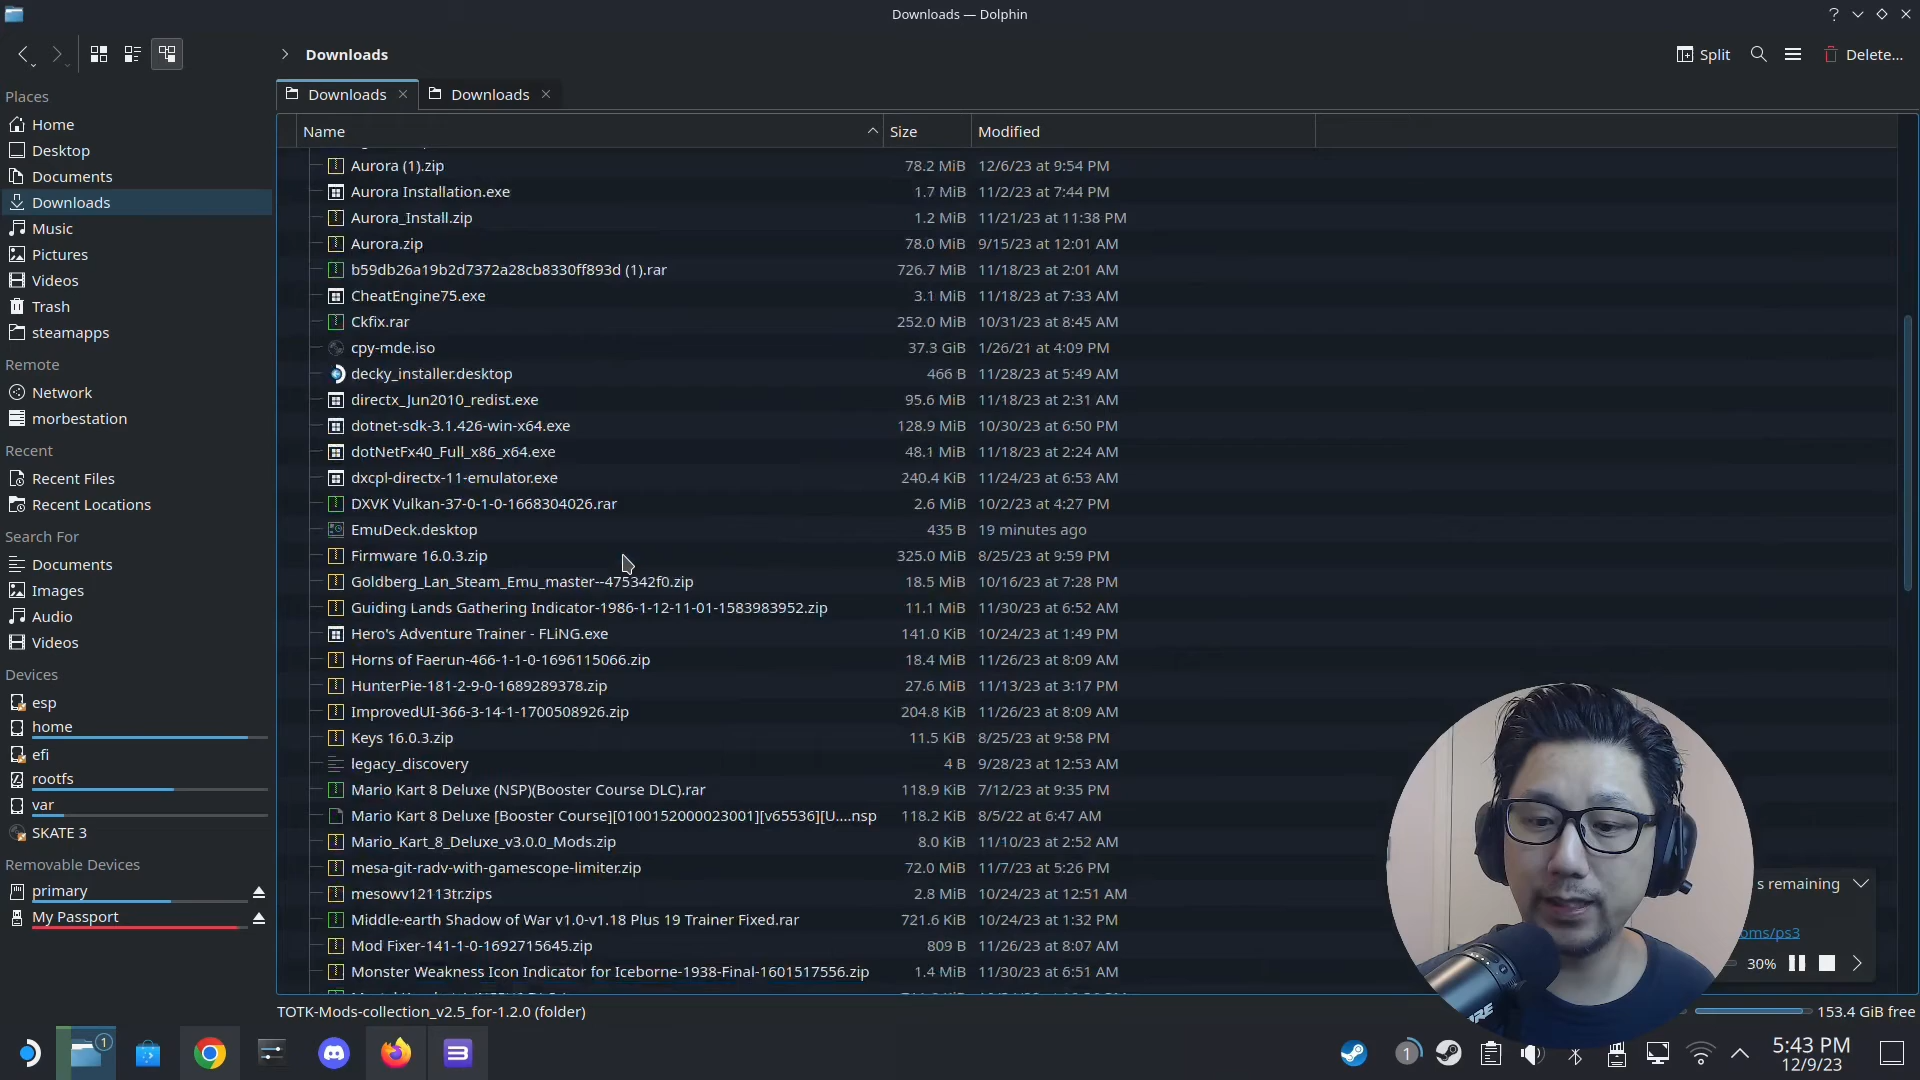 Downloads — Dolphin
Downloads
Split
Delete...
Places
Home
Desktop
Documents
Downloads
Music
Pictures
Videos
Trash
steamapps
Remote
Network
morbestation
Recent
Recent Files
Recent Locations
Search For
Documents
Images
Audio
Videos
Devices
esp
home
efi
rootfs
var
SKATE 3
Removable Devices
primary
My Passport
Downloads Downloads
Name Size Modified
Aurora (1).zip 78.2 MiB 12/6/23 at 9:54 PM
Aurora Installation.exe 1.7 MiB 11/2/23 at 7:44 PM
Aurora_Install.zip 1.2 MiB 11/21/23 at 11:38 PM
Aurora.zip 78.0 MiB 9/15/23 at 12:01 AM
b59db26a19b2d7372a28cb8330ff893d (1).rar 726.7 MiB 11/18/23 at 2:01 AM
CheatEngine75.exe 3.1 MiB 11/18/23 at 7:33 AM
Ckfix.rar 252.0 MiB 10/31/23 at 8:45 AM
cpy-mde.iso 37.3 GiB 1/26/21 at 4:09 PM
decky_installer.desktop 466 B 11/28/23 at 5:49 AM
directx_Jun2010_redist.exe 95.6 MiB 11/18/23 at 2:31 AM
dotnet-sdk-3.1.426-win-x64.exe 128.9 MiB 10/30/23 at 6:50 PM
dotNetFx40_Full_x86_x64.exe 48.1 MiB 11/18/23 at 2:24 AM
dxcpl-directx-11-emulator.exe 240.4 KiB 11/24/23 at 6:53 AM
DXVK Vulkan-37-0-1-0-1668304026.rar 2.6 MiB 10/2/23 at 4:27 PM
EmuDeck.desktop 435 B 19 minutes ago
Firmware 16.0.3.zip 325.0 MiB 8/25/23 at 9:59 PM
Goldberg_Lan_Steam_Emu_master--475342f0.zip 18.5 MiB 10/16/23 at 7:28 PM
Guiding Lands Gathering Indicator-1986-1-12-11-01-1583983952.zip 11.1 MiB 11/30/23 at 6:52 AM
Hero's Adventure Trainer - FLiNG.exe 141.0 KiB 10/24/23 at 1:49 PM
Horns of Faerun-466-1-1-0-1696115066.zip 18.4 MiB 11/26/23 at 8:09 AM
HunterPie-181-2-9-0-1689289378.zip 27.6 MiB 11/13/23 at 3:17 PM
ImprovedUI-366-3-14-1-1700508926.zip 204.8 KiB 11/26/23 at 8:09 AM
Keys 16.0.3.zip 11.5 KiB 8/25/23 at 9:58 PM
legacy_discovery 4 B 9/28/23 at 12:53 AM
Mario Kart 8 Deluxe (NSP)(Booster Course DLC).rar 118.9 KiB 7/12/23 at 9:35 PM
Mario Kart 8 Deluxe [Booster Course][0100152000023001][v65536][U....nsp 118.2 KiB 8/5/22 at 6:47 AM
Mario_Kart_8_Deluxe_v3.0.0_Mods.zip 8.0 KiB 11/10/23 at 2:52 AM
mesa-git-radv-with-gamescope-limiter.zip 72.0 MiB 11/7/23 at 5:26 PM
mesowv12113tr.zips 2.8 MiB 10/24/23 at 12:51 AM
Middle-earth Shadow of War v1.0-v1.18 Plus 19 Trainer Fixed.rar 721.6 KiB 10/24/23 at 1:32 PM
Mod Fixer-141-1-0-1692715645.zip 809 B 11/26/23 at 8:07 AM
Monster Weakness Icon Indicator for Iceborne-1938-Final-1601517556.zip 1.4 MiB 11/30/23 at 6:51 AM
s remaining
oms/ps3
30%
TOTK-Mods-collection_v2.5_for-1.2.0 (folder)
153.4 GiB free
1
1
5:43 PM
12/9/23